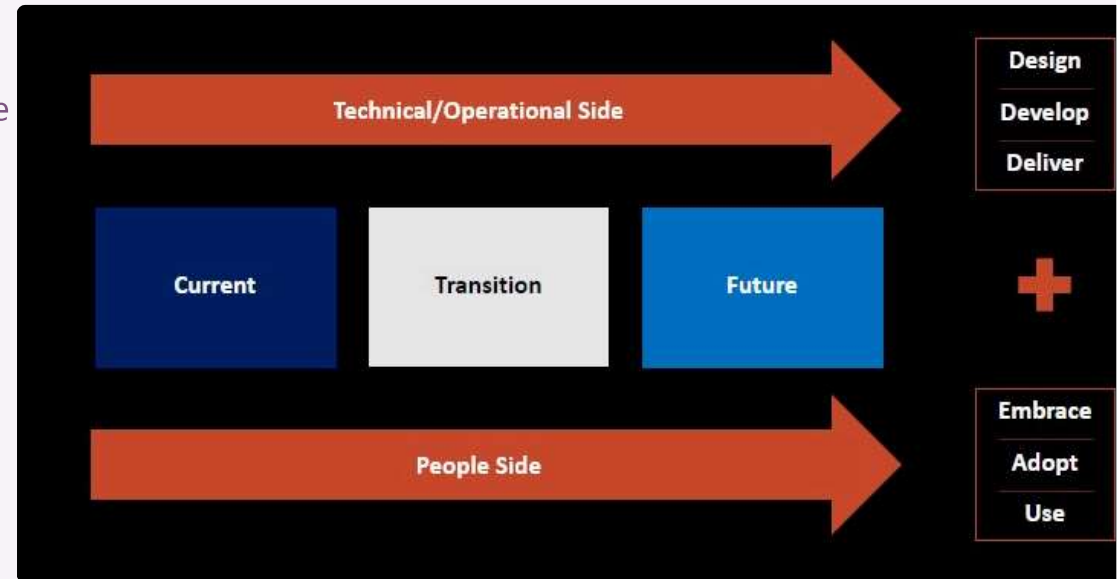 Technical/Operational Side
Design
Develop
Deliver
e
Current
Transition
Future
People Side
Embrace
Adopt
Use